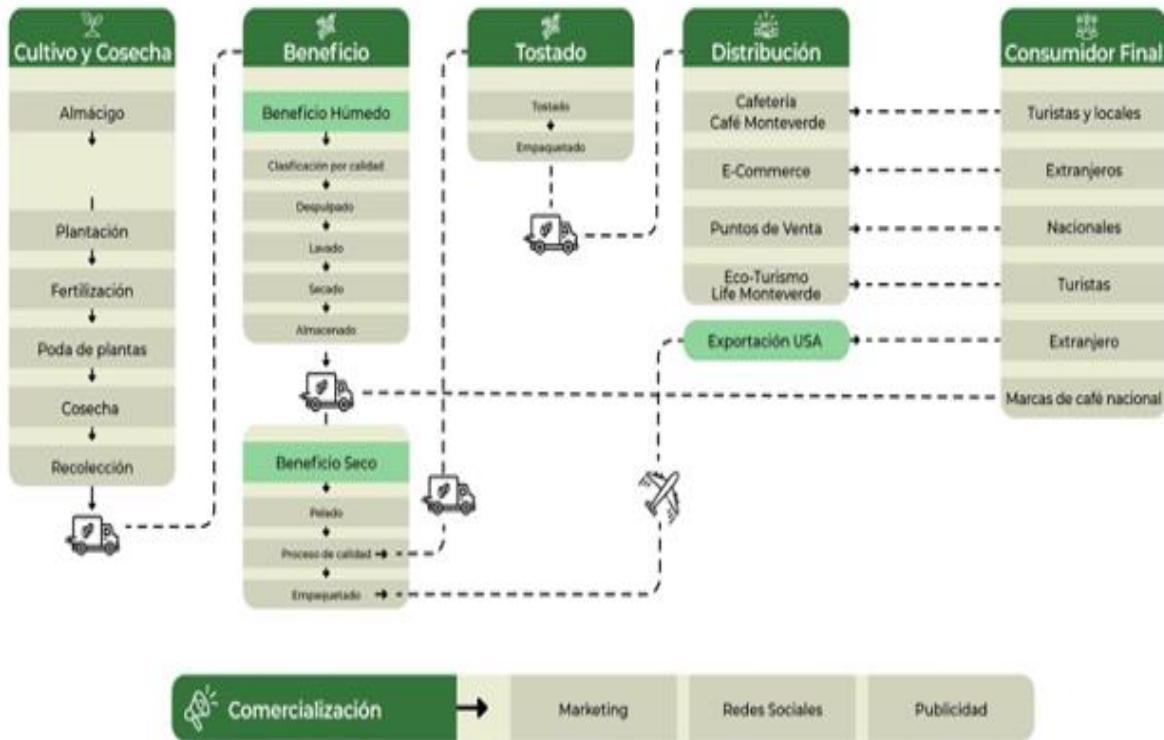 Cultivo y Cosecha
Almácigo
Plantación
Fertilización
Poda de plantas
Cosecha
Recolección
Beneficio
Beneficio Húmedo
Clasificación por calidad
Despulpado
Lavado
Secado
Almacenado
Beneficio Seco
Pelado
Proceso de calidad
Empaquetado
Tostado
Tostado
Empaquetado
Distribución
Cafetería
Café Monteverde
E-Commerce
Puntos de Venta
Eco-Turismo
Life Monteverde
Exportación USA
Consumidor Final
Turistas y locales
Extranjeros
Nacionales
Turistas
Extranjero
Marcas de café nacional
Comercialización
Marketing
Redes Sociales
Publicidad